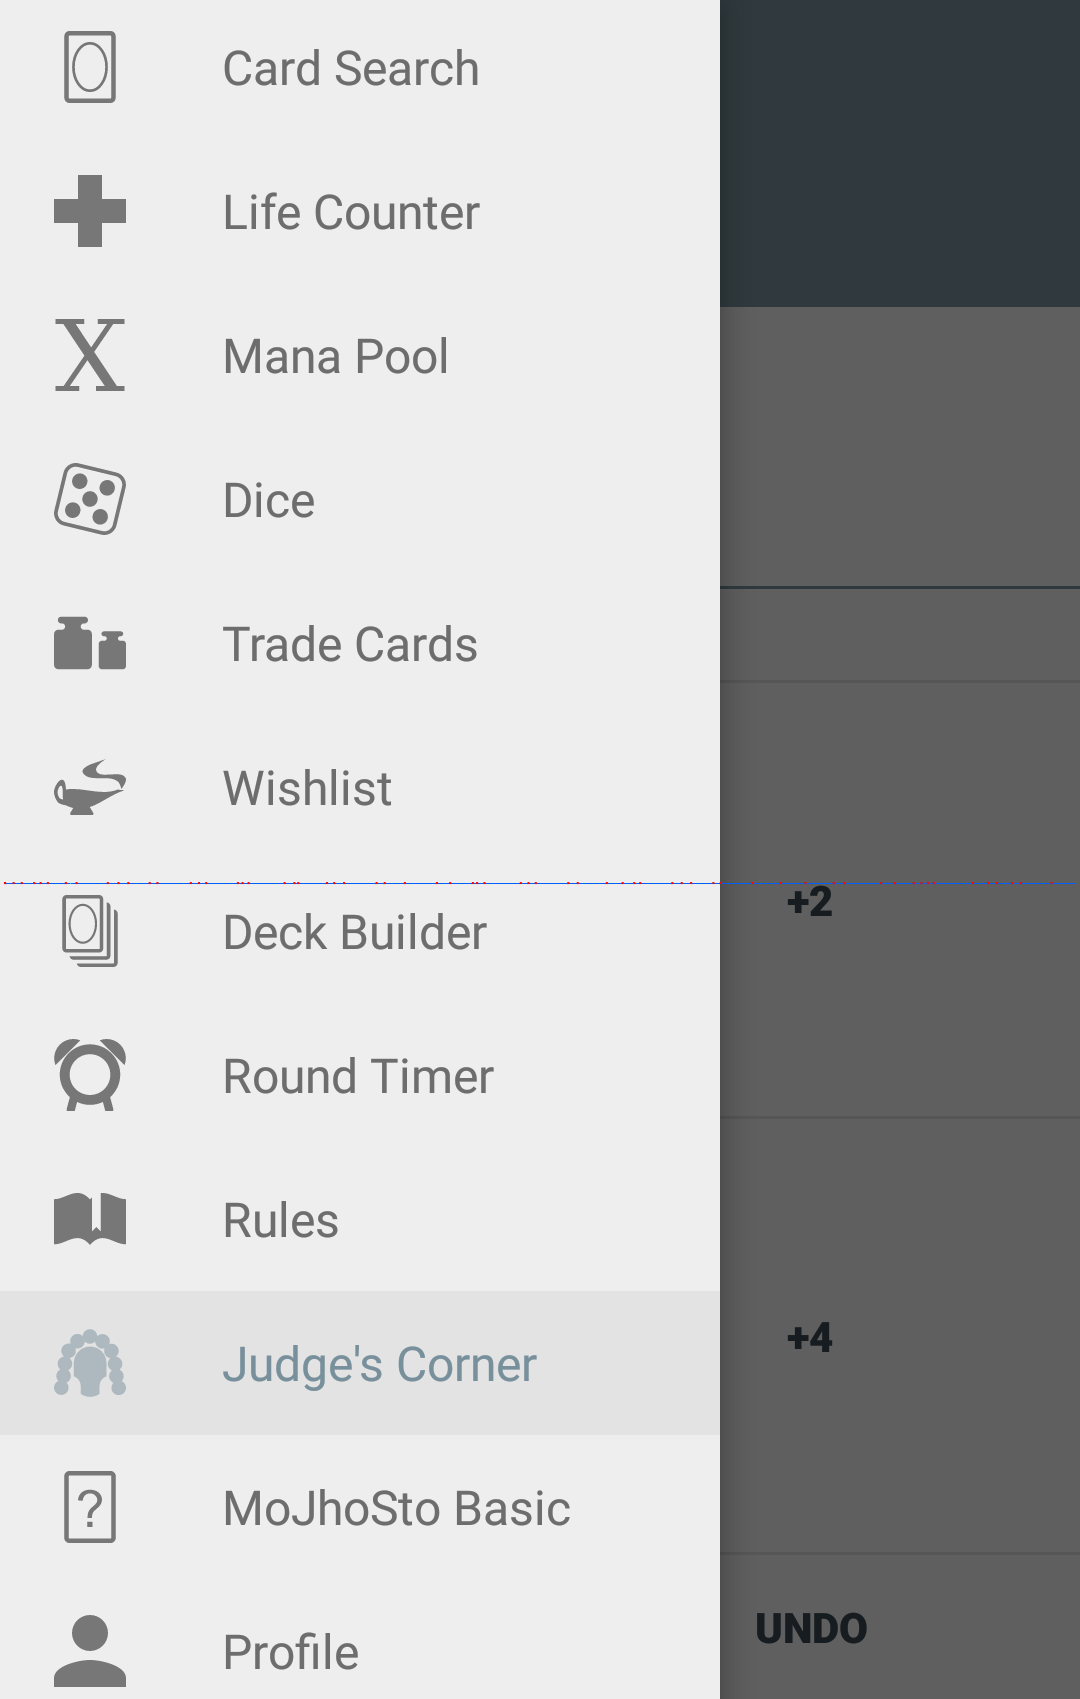 Card Search
Life Counter
X Mana Pool
Dice
Trade Cards
Wishlist
+2
Deck Builder
Round Timer
Rules
+4
Judge's Corner
? MoJhoSto Basic
UNDO
Profile